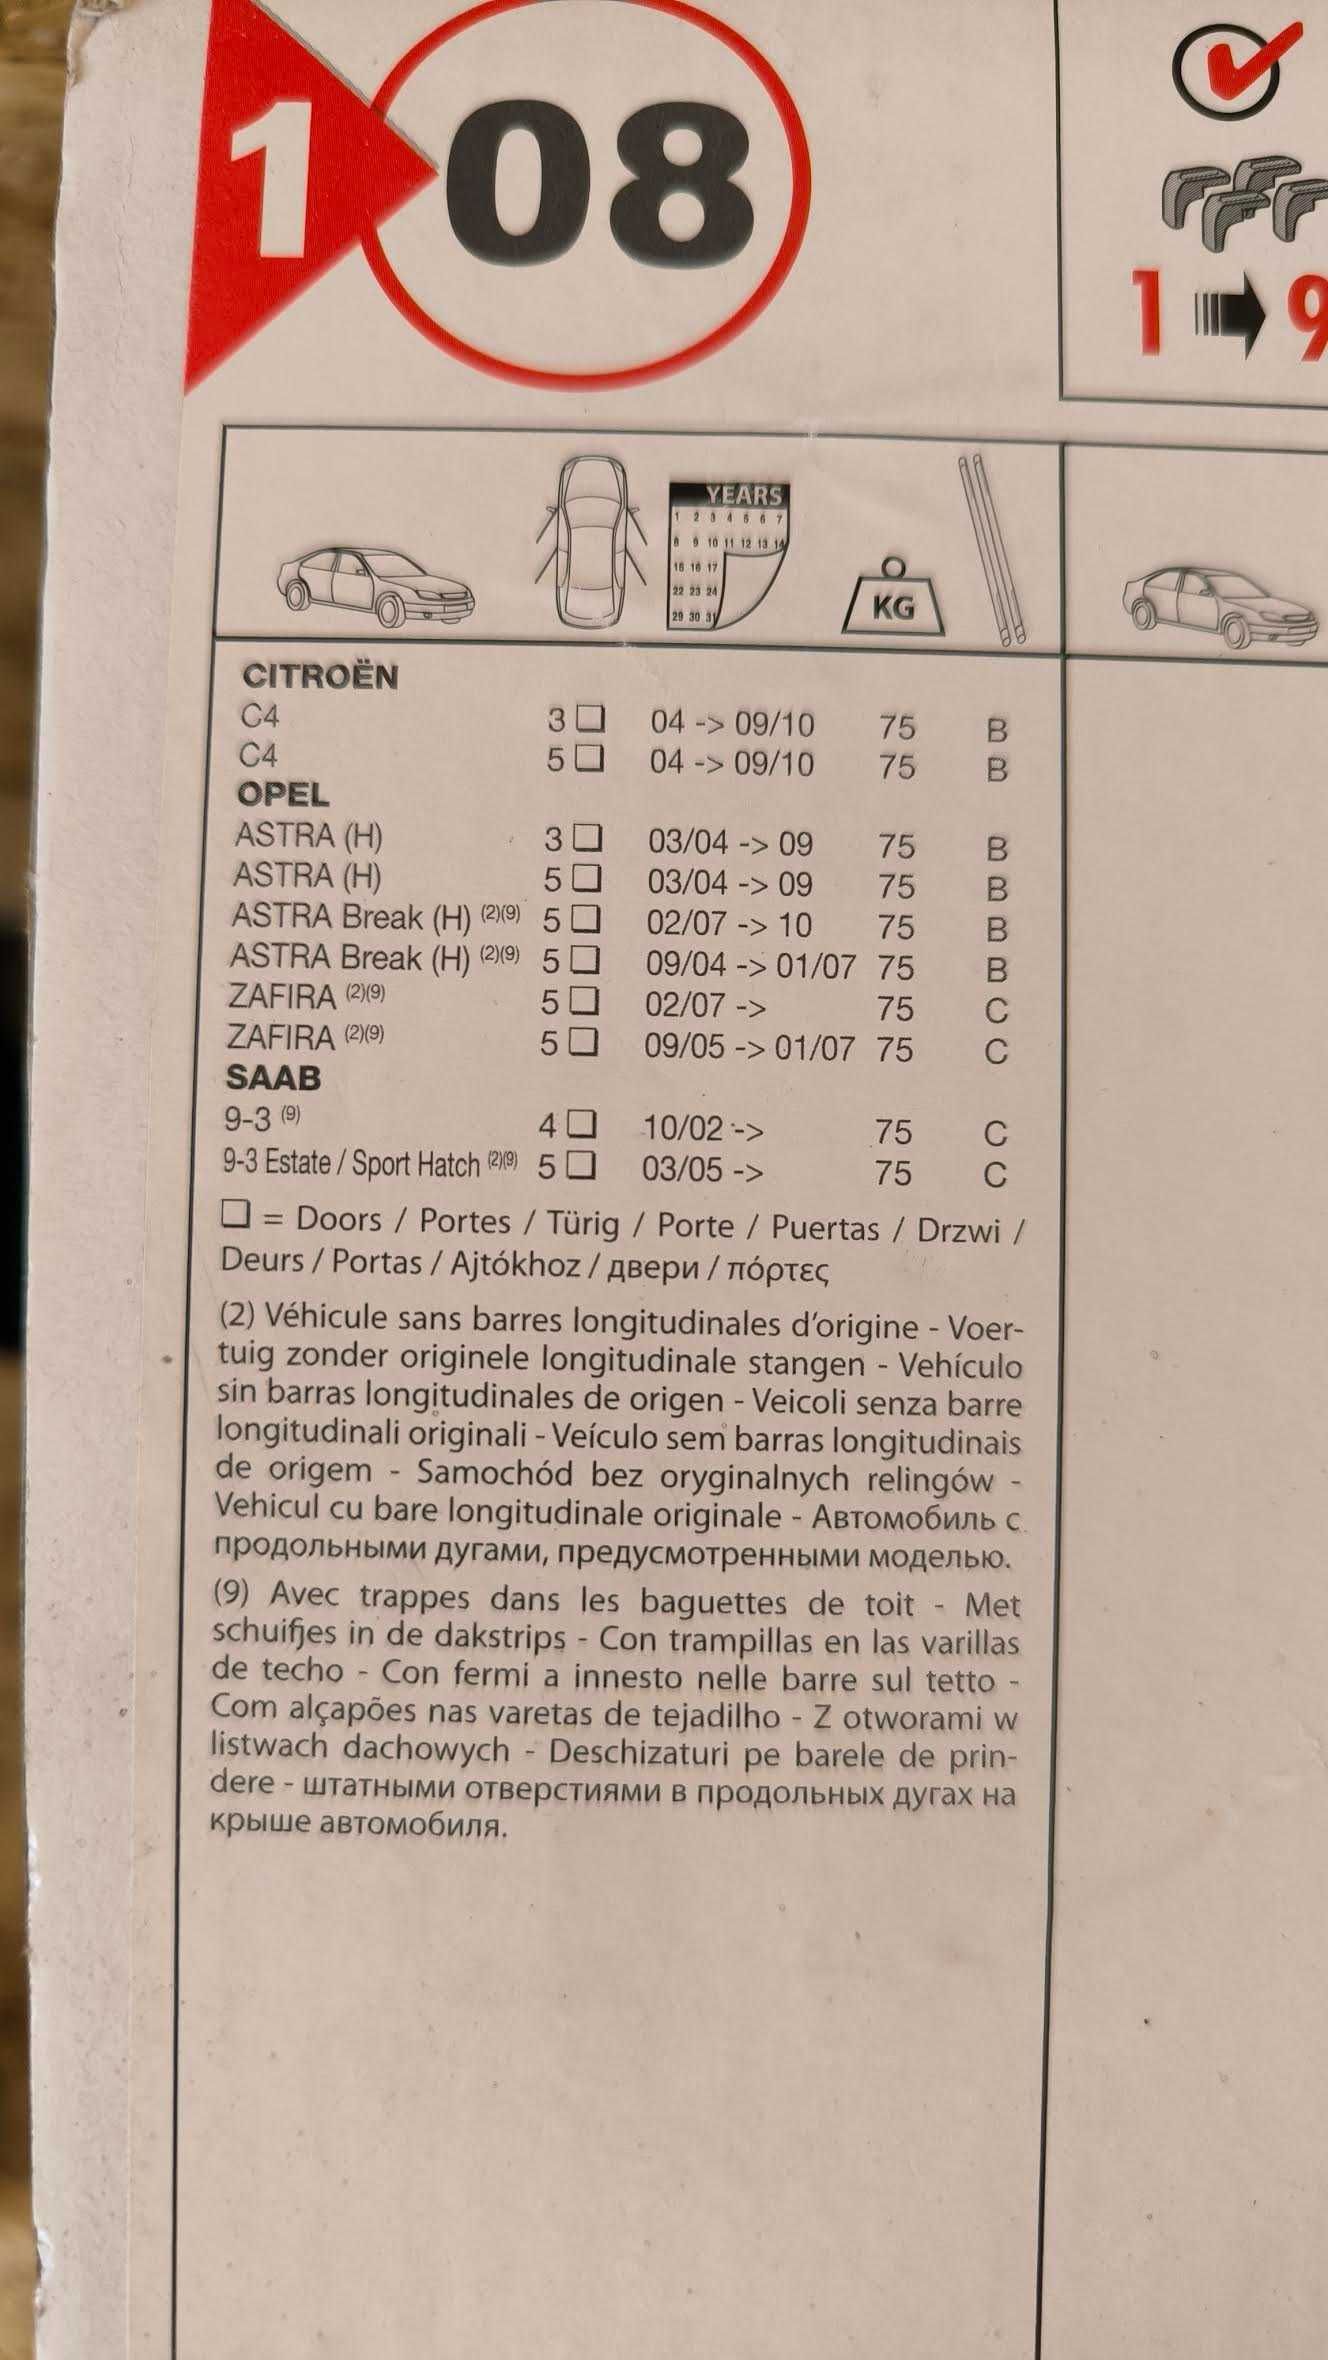 1 08
1 9
YEARS
1 2 3 4 5 6 7
8 9 10 11 12 13 14
15 16 17
22 23 24
29 30 31
KG
CITROËN
C4 3 04 -> 09/10 75 B
C4 5 04 -> 09/10 75 B
OPEL
ASTRA (H) 3 03/04 -> 09 75 B
ASTRA (H) 5 03/04 -> 09 75 B
ASTRA Break (H) (2)(9) 5 02/07 -> 10 75 B
ASTRA Break (H) (2)(9) 5 09/04 -> 01/07 75 B
ZAFIRA (2)(9) 5 02/07 -> 75 C
ZAFIRA (2)(9) 5 09/05 -> 01/07 75 C
SAAB
9-3 (9) 4 10/02 -> 75 C
9-3 Estate / Sport Hatch (2)(9) 5 03/05 -> 75 C
= Doors / Portes / Türig / Porte / Puertas / Drzwi /
Deurs / Portas / Ajtókhoz / двери / πόρτες
(2) Véhicule sans barres longitudinales d'origine - Voer-
tuig zonder originele longitudinale stangen - Vehículo
sin barras longitudinales de origen - Veicoli senza barre
longitudinali originali - Veículo sem barras longitudinais
de origem - Samochód bez oryginalnych relingów -
Vehicul cu bare longitudinale originale - Автомобиль с
продольными дугами, предусмотренными моделью.
(9) Avec trappes dans les baguettes de toit - Met
schuifjes in de dakstrips - Con trampillas en las varillas
de techo - Con fermi a innesto nelle barre sul tetto -
Com alçapões nas varetas de tejadilho - Z otworami w
listwach dachowych - Deschizaturi pe barele de prin-
dere - штатными отверстиями в продольных дугах на
крыше автомобиля.